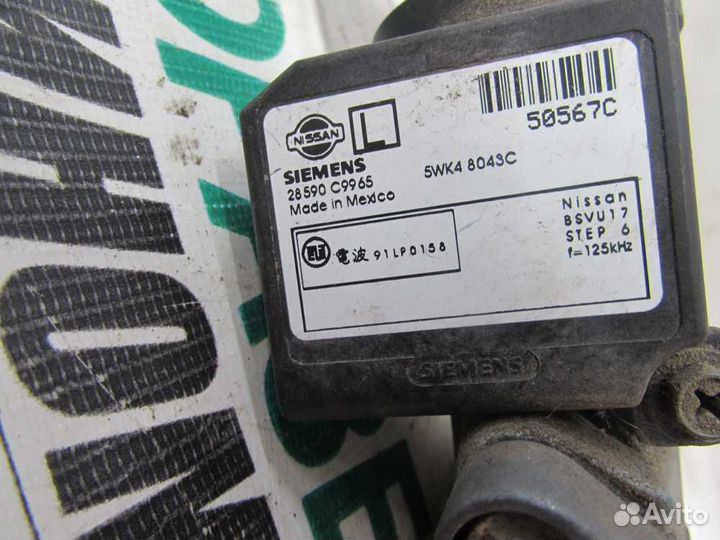 50567C
NISSAN
L
SIEMENS
28590 C9965
Made in Mexico
5WK4 8043C
電波 91LP0158
Nissan
BSVU17
STEP 6
f=125kHz
SIEMENS
Avito